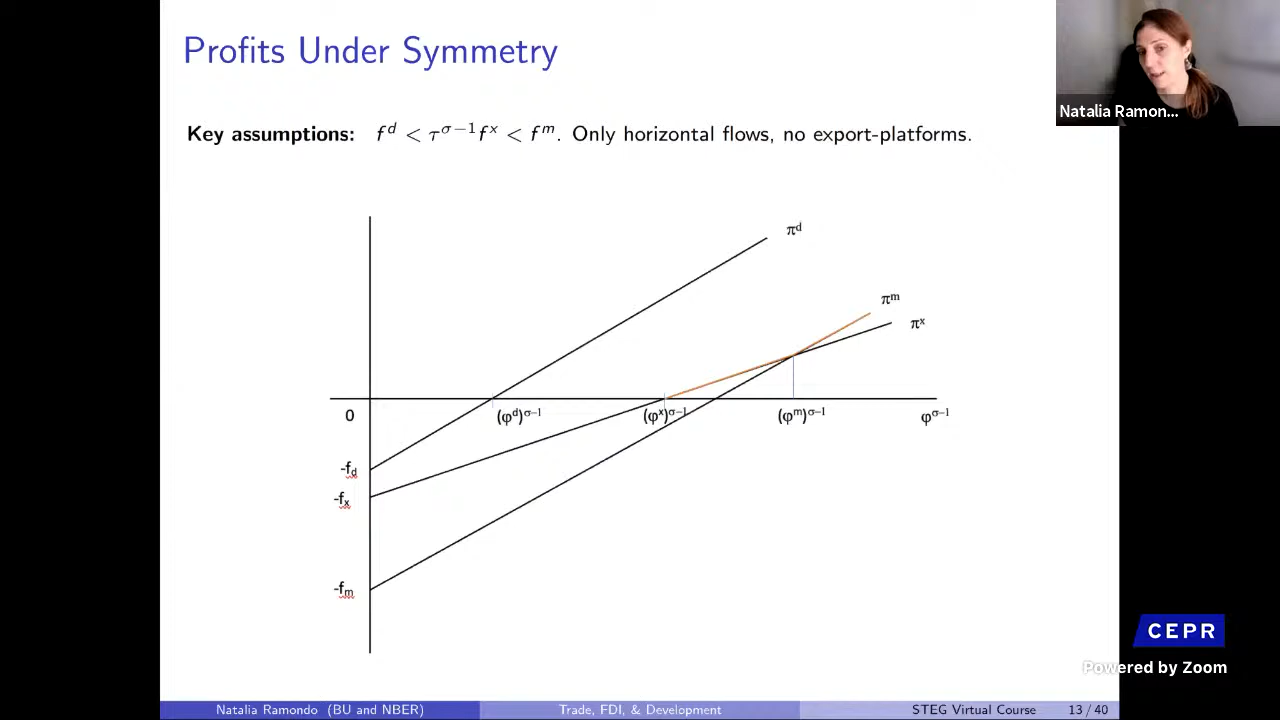 Profits Under Symmetry
Natalia Ramon...
Key assumptions: f^d < τ^{σ−1} f^x < f^m. Only horizontal flows, no export-platforms.
π^d
π^m
π^x
0
(φ^d)^{σ−1}
(φ^x)^{σ−1}
(φ^m)^{σ−1}
φ^{σ−1}
-f_d
-f_x
-f_m
CEPR
Powered by Zoom
Natalia Ramondo (BU and NBER) Trade, FDI, & Development STEG Virtual Course 13 / 40